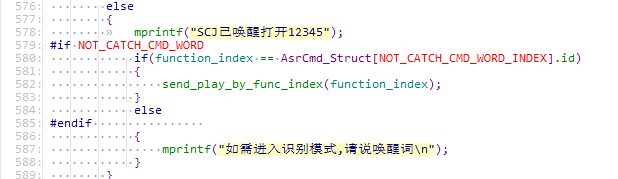 576: else
577: {
578: » mprintf("SCJ已唤醒打开12345");
579: #if NOT_CATCH_CMD_WORD
580: if(function_index == AsrCmd_Struct[NOT_CATCH_CMD_WORD_INDEX].id)
581: {
582: send_play_by_func_index(function_index);
583: }
584: else
585: #endif
586: {
587: mprintf("如需进入识别模式,请说唤醒词\n");
588: }
589: }